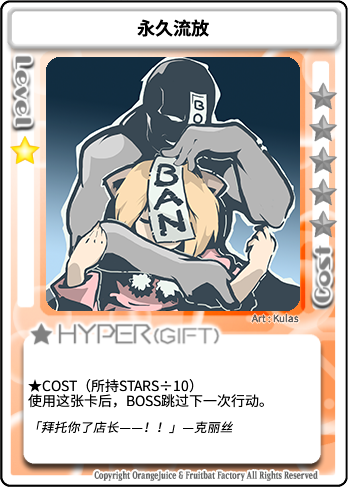 永久流放
Level
BO
BAN
Cost
Art : Kulas
HYPER(GIFT)
★COST（所持STARS÷10）
使用这张卡后，BOSS跳过下一次行动。
「拜托你了店长——！！」—克丽丝
Copyright OrangeJuice & Fruitbat Factory All Rights Reserved